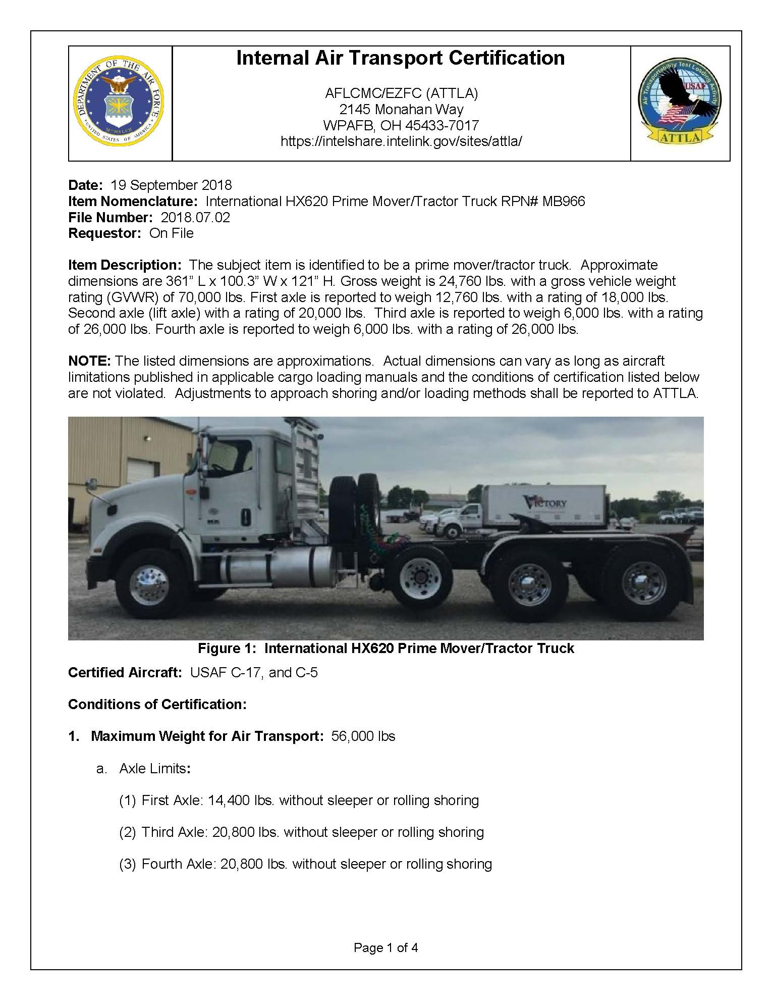 Internal Air Transport Certification
DEPARTMENT OF THE AIR FORCE
MCMXLVII
UNITED STATES OF AMERICA
AFLCMC/EZFC (ATTLA)
2145 Monahan Way
WPAFB, OH 45433-7017
https://intelshare.intelink.gov/sites/attla/
Air Transportability Test Loading Activity
USAF
ATTLA
Date:  19 September 2018
Item Nomenclature:  International HX620 Prime Mover/Tractor Truck RPN# MB966
File Number:  2018.07.02
Requestor:  On File
Item Description:  The subject item is identified to be a prime mover/tractor truck.  Approximate
dimensions are 361” L x 100.3” W x 121” H. Gross weight is 24,760 lbs. with a gross vehicle weight
rating (GVWR) of 70,000 lbs. First axle is reported to weigh 12,760 lbs. with a rating of 18,000 lbs.
Second axle (lift axle) with a rating of 20,000 lbs.  Third axle is reported to weigh 6,000 lbs. with a rating
of 26,000 lbs. Fourth axle is reported to weigh 6,000 lbs. with a rating of 26,000 lbs.
NOTE: The listed dimensions are approximations.  Actual dimensions can vary as long as aircraft
limitations published in applicable cargo loading manuals and the conditions of certification listed below
are not violated.  Adjustments to approach shoring and/or loading methods shall be reported to ATTLA.
VICTORY
Figure 1:  International HX620 Prime Mover/Tractor Truck
Certified Aircraft:  USAF C-17, and C-5
Conditions of Certification:
1.  Maximum Weight for Air Transport:  56,000 lbs
a.  Axle Limits:
(1) First Axle: 14,400 lbs. without sleeper or rolling shoring
(2) Third Axle: 20,800 lbs. without sleeper or rolling shoring
(3) Fourth Axle: 20,800 lbs. without sleeper or rolling shoring
Page 1 of 4